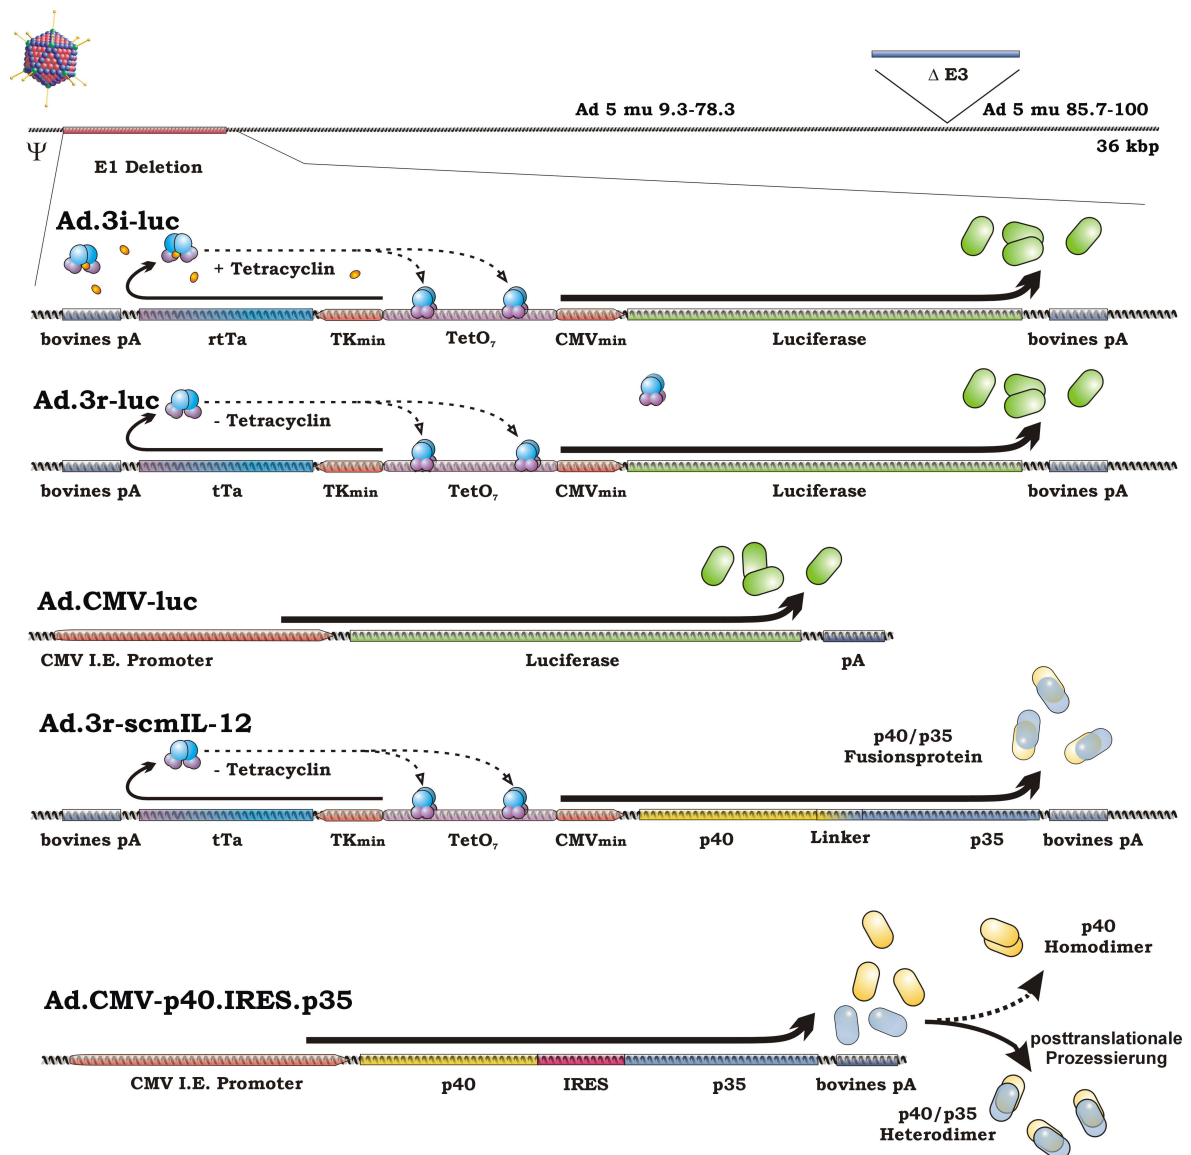 Δ E3
Ad 5 mu 9.3-78.3
Ad 5 mu 85.7-100
Ψ
36 kbp
E1 Deletion
Ad.3i-luc
+ Tetracyclin
bovines pA
rtTa
TKmin
TetO₇
CMVmin
Luciferase
bovines pA
Ad.3r-luc
- Tetracyclin
bovines pA
tTa
TKmin
TetO₇
CMVmin
Luciferase
bovines pA
Ad.CMV-luc
CMV I.E. Promoter
Luciferase
pA
Ad.3r-scmIL-12
p40/p35
Fusionsprotein
- Tetracyclin
bovines pA
tTa
TKmin
TetO₇
CMVmin
p40
Linker
p35
bovines pA
p40
Homodimer
Ad.CMV-p40.IRES.p35
posttranslationale
Prozessierung
CMV I.E. Promoter
p40
IRES
p35
bovines pA
p40/p35
Heterodimer